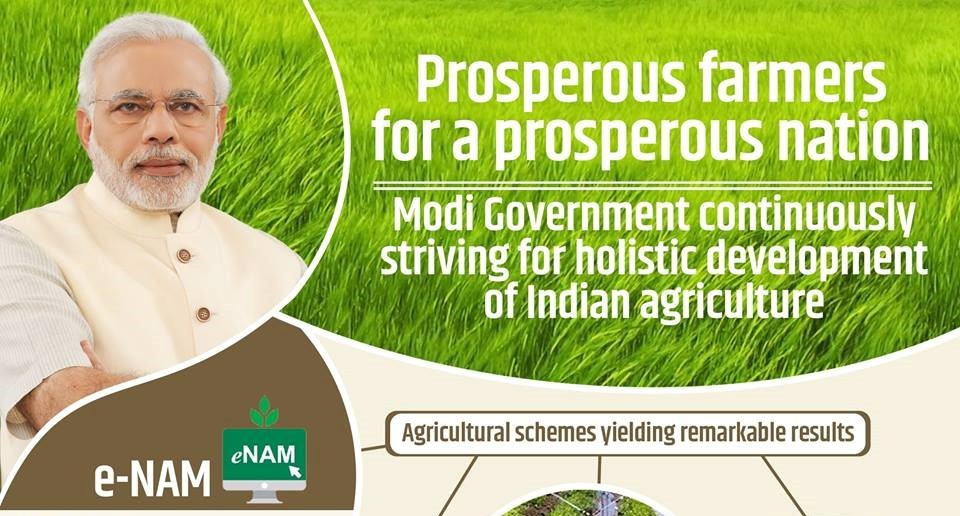 Prosperous farmers
for a prosperous nation
Modi Government continuously
striving for holistic development
of Indian agriculture
Agricultural schemes yielding remarkable results
e-NAM
eNAM